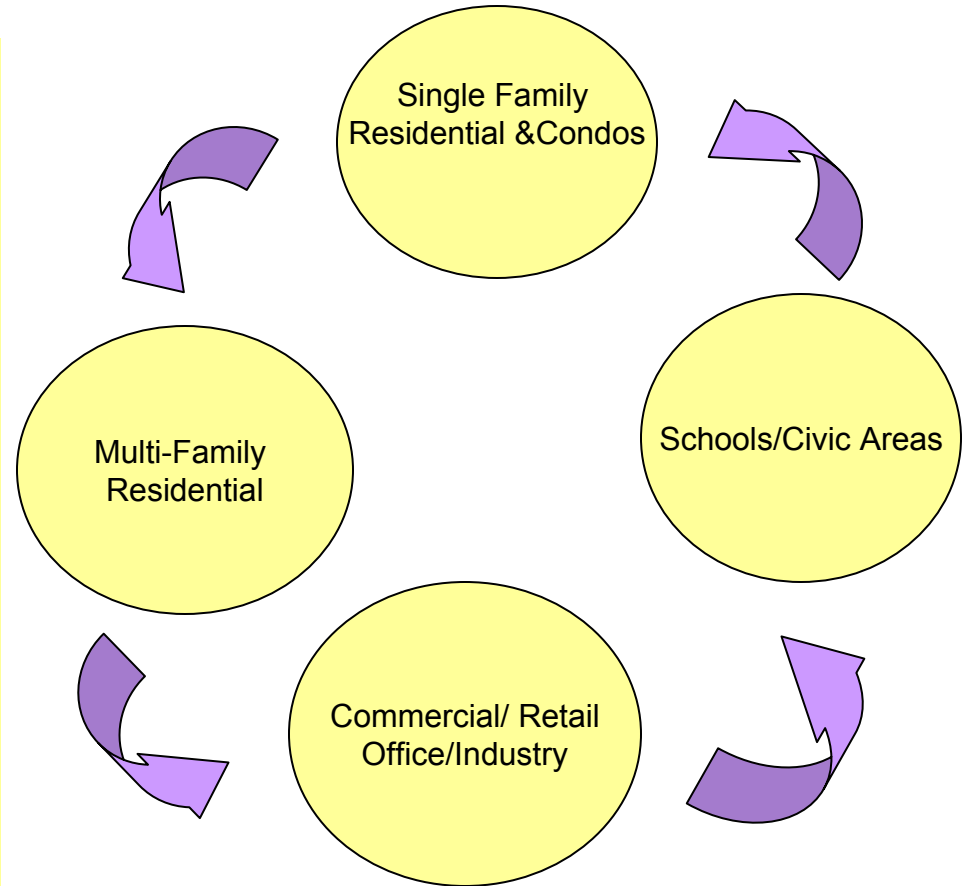 Single Family
Residential &Condos
Multi-Family
Residential
Schools/Civic Areas
Commercial/ Retail
Office/Industry